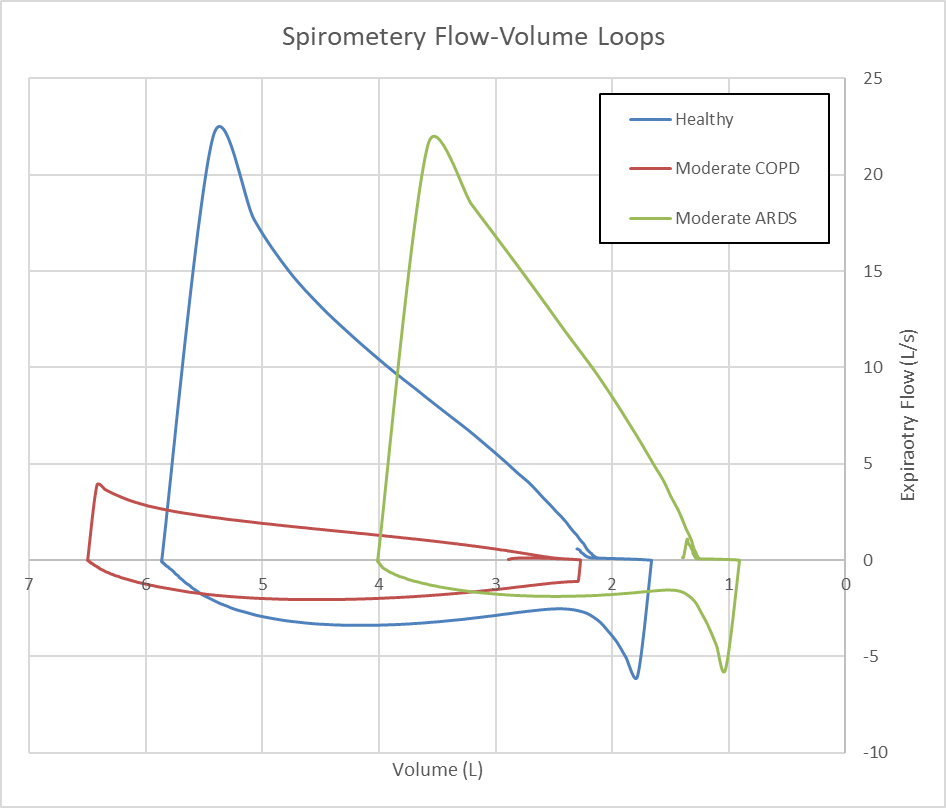 Spirometery Flow-Volume Loops
25
Healthy
Moderate COPD
20
Moderate ARDS
15
10
Expiraotry Flow (L/s)
5
0
7 6 5 4 3 2 1 0
-5
-10
Volume (L)